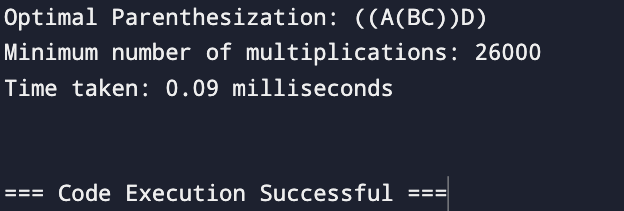 Optimal Parenthesization: ((A(BC))D)
Minimum number of multiplications: 26000
Time taken: 0.09 milliseconds
=== Code Execution Successful ===